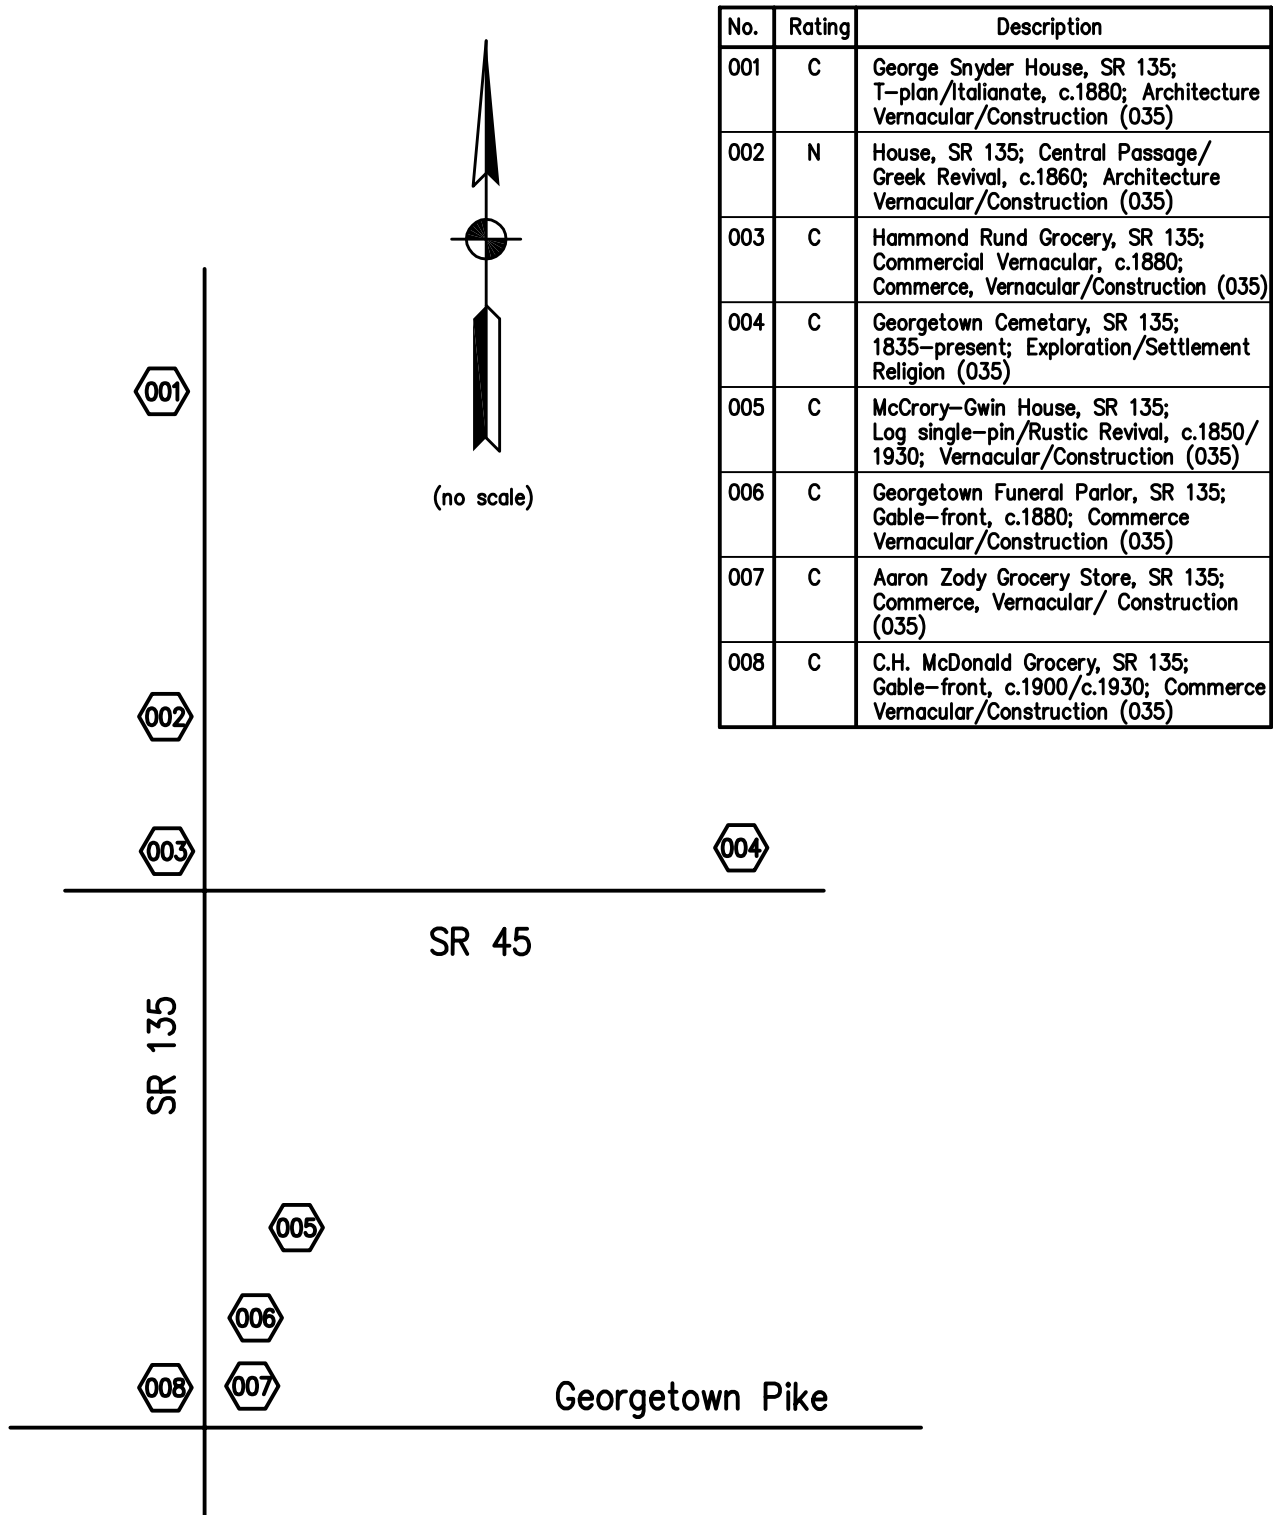 No. Rating Description
001 C George Snyder House, SR 135;
T-plan/Italianate, c.1880; Architecture
Vernacular/Construction (035)
002 N House, SR 135; Central Passage/
Greek Revival, c.1860; Architecture
Vernacular/Construction (035)
003 C Hammond Rund Grocery, SR 135;
Commercial Vernacular, c.1880;
Commerce, Vernacular/Construction (035)
004 C Georgetown Cemetary, SR 135;
1835-present; Exploration/Settlement
Religion (035)
005 C McCrory-Gwin House, SR 135;
Log single-pin/Rustic Revival, c.1850/
1930; Vernacular/Construction (035)
006 C Georgetown Funeral Parlor, SR 135;
Gable-front, c.1880; Commerce
Vernacular/Construction (035)
007 C Aaron Zody Grocery Store, SR 135;
Commerce, Vernacular/ Construction
(035)
008 C C.H. McDonald Grocery, SR 135;
Gable-front, c.1900/c.1930; Commerce
Vernacular/Construction (035)
(no scale)
001
002
003
004
SR 45
SR 135
005
006
008
007
Georgetown Pike